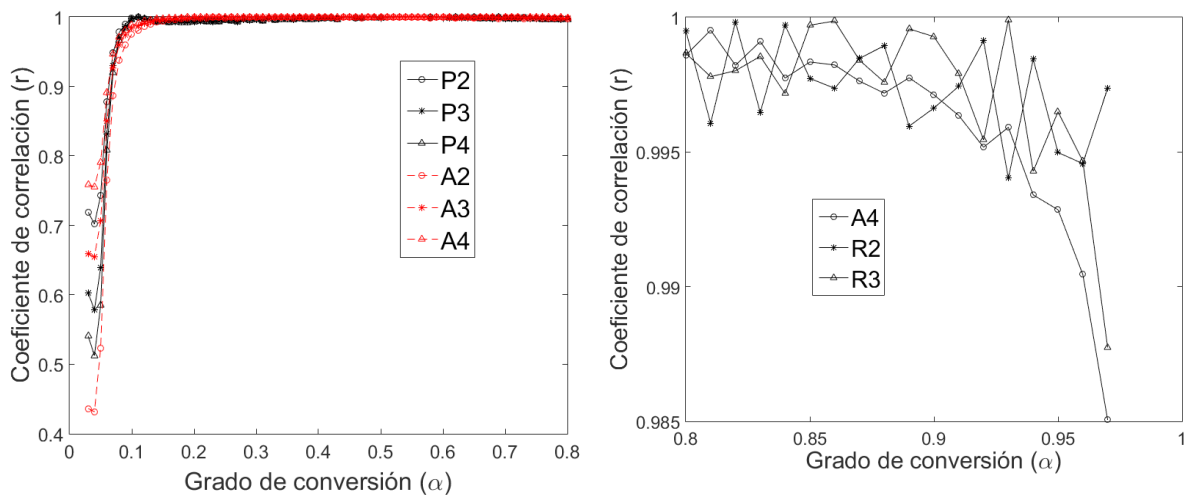 1
0.9
0.8
0.7
0.6
0.5
0.4
0
0.1
0.2
0.3
0.4
0.5
0.6
0.7
0.8
Coeficiente de correlación (r)
Grado de conversión (α)
P2
P3
P4
A2
A3
A4
1
0.995
0.99
0.985
0.8
0.85
0.9
0.95
1
Coeficiente de correlación (r)
Grado de conversión (α)
A4
R2
R3